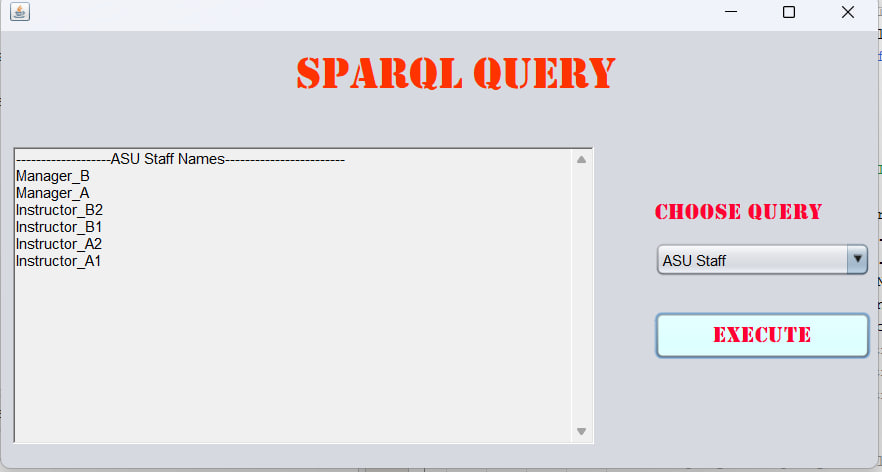 SPARQL QUERY
-------------------ASU Staff Names------------------------
Manager_B
Manager_A
Instructor_B2
Instructor_B1
Instructor_A2
Instructor_A1
CHOOSE QUERY
ASU Staff
EXECUTE